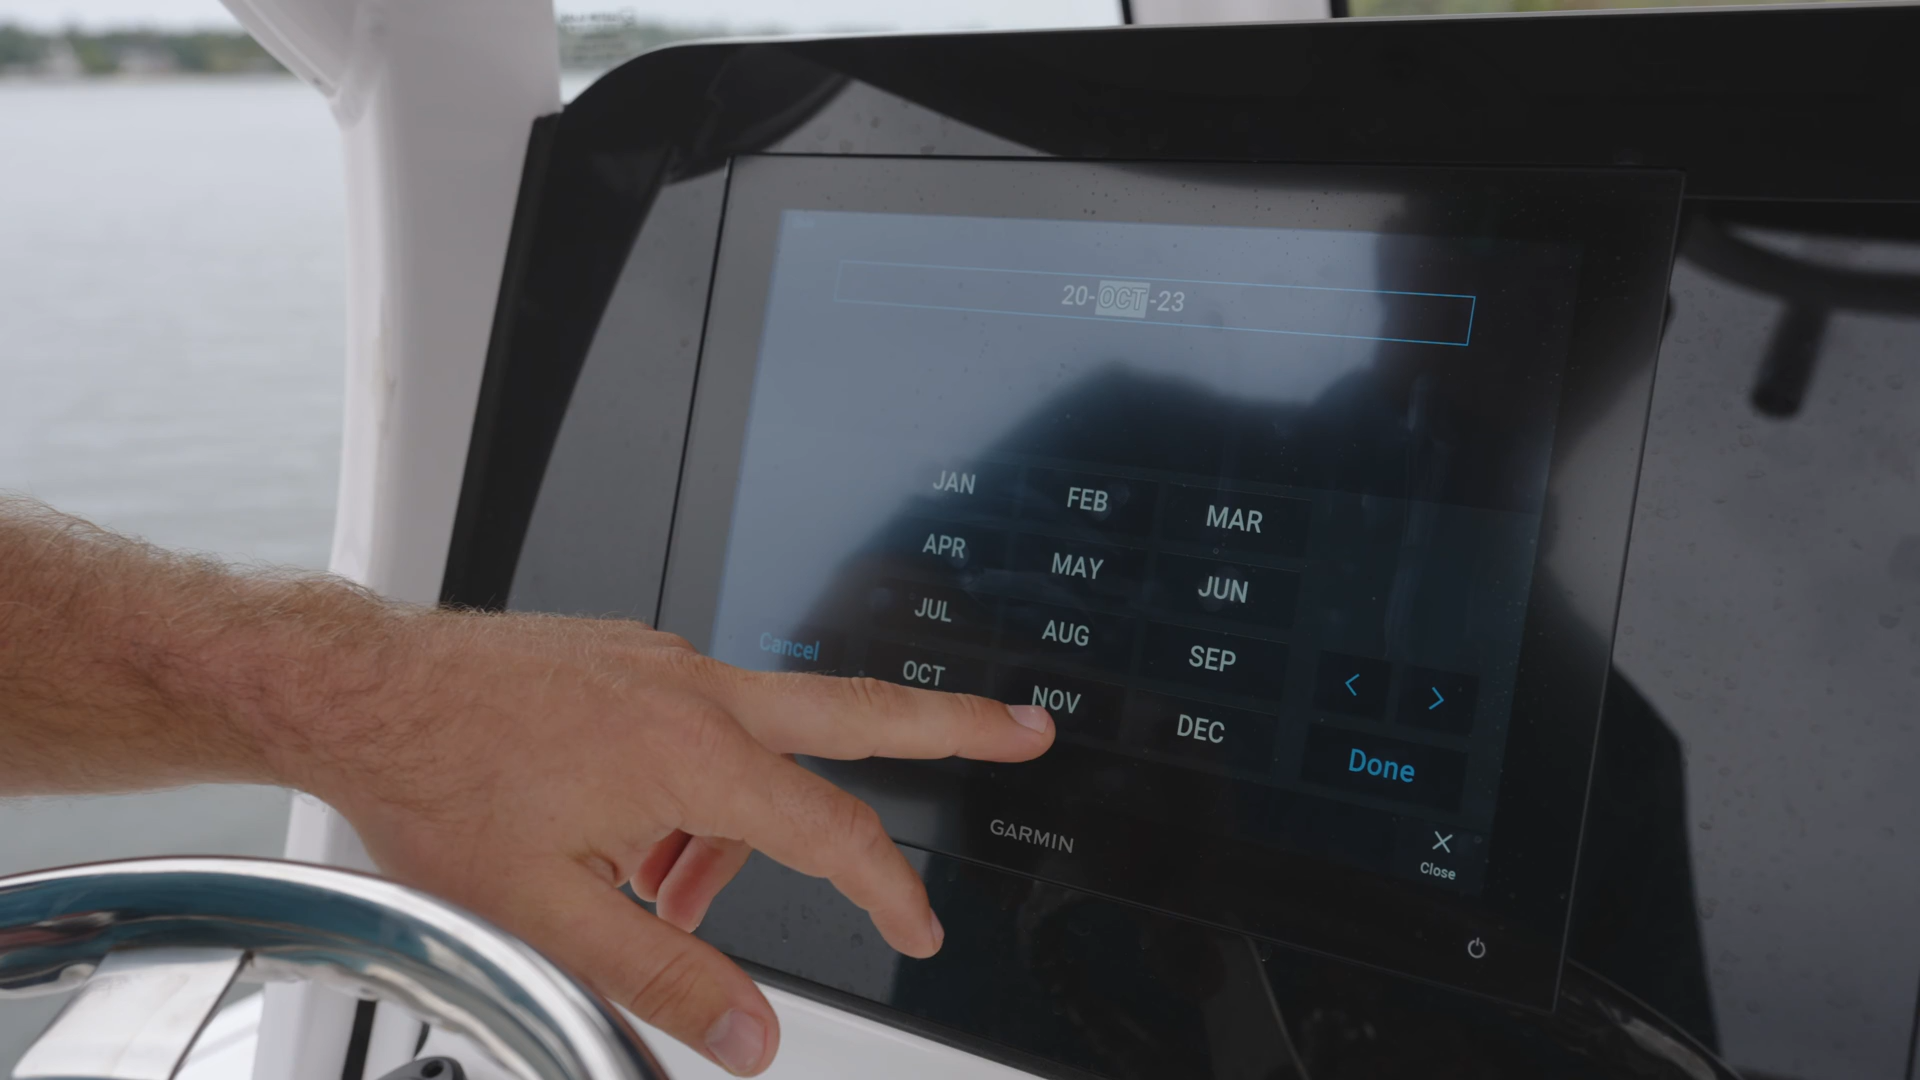 20-OCT-23
JAN FEB MAR
APR MAY JUN
JUL AUG SEP
Cancel OCT NOV DEC
< >
Done
GARMIN
Close